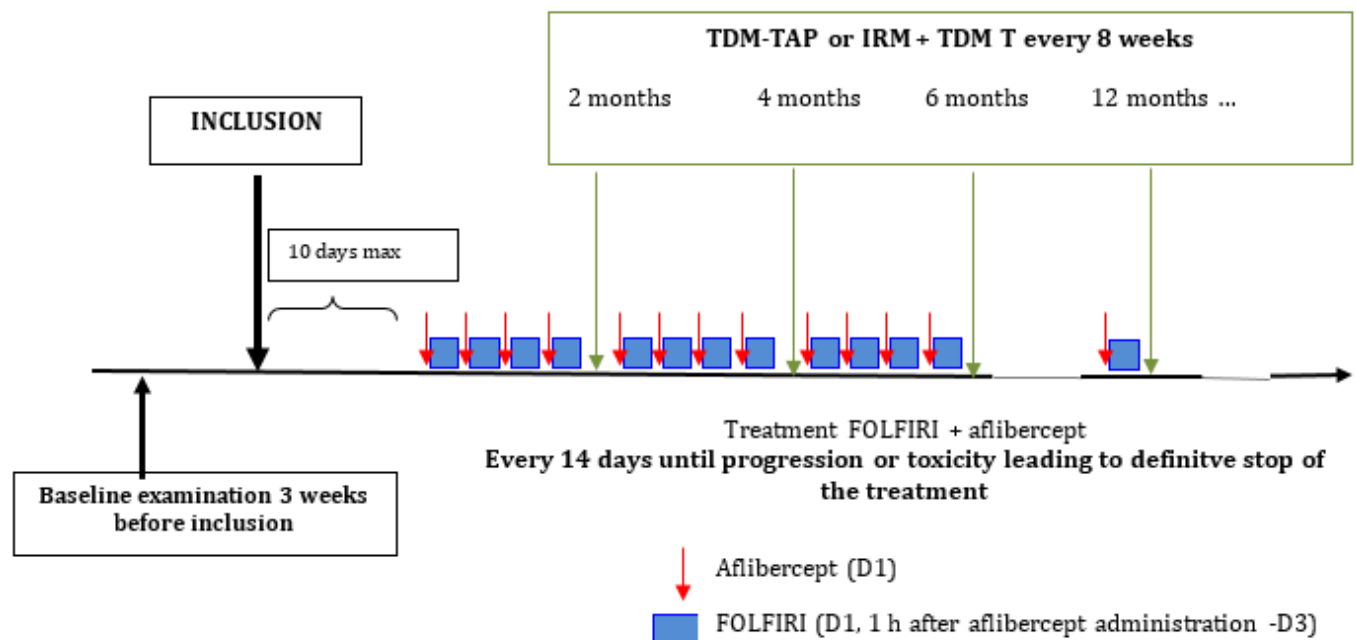 TDM-TAP or IRM + TDM T every 8 weeks
2 months 4 months 6 months 12 months ...
INCLUSION
10 days max
Treatment FOLFIRI + aflibercept
Every 14 days until progression or toxicity leading to definitve stop of
the treatment
Baseline examination 3 weeks
before inclusion
Aflibercept (D1)
FOLFIRI (D1, 1 h after aflibercept administration -D3)